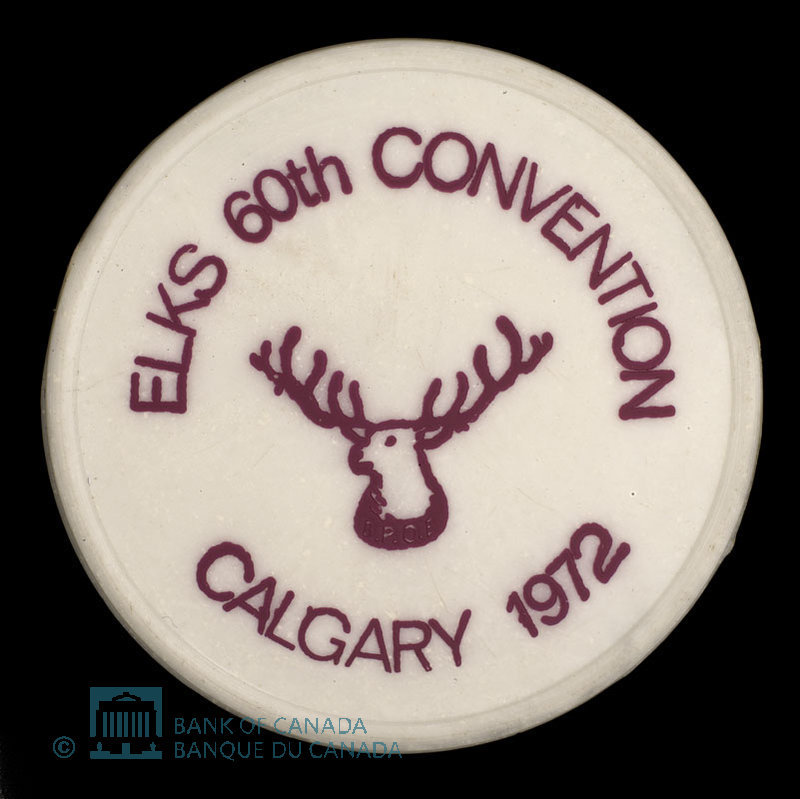 ELKS 60th CONVENTION
B.P.O.E
CALGARY 1972
© BANK OF CANADA
BANQUE DU CANADA